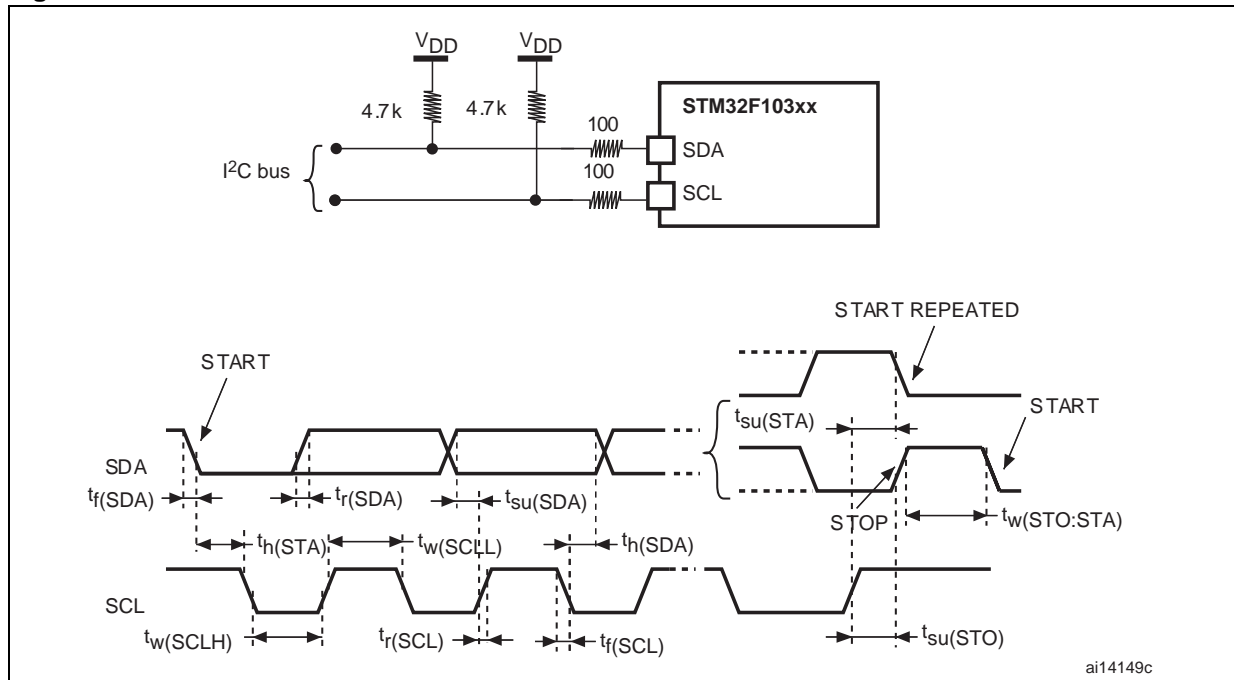 VDD VDD
4.7k 4.7k
STM32F103xx
100
SDA
I²C bus
100
SCL
START REPEATED
START
START
tsu(STA)
SDA
tf(SDA) tr(SDA) tsu(SDA)
STOP tw(STO:STA)
th(STA) tw(SCLL) th(SDA)
SCL
tw(SCLH) tr(SCL) tf(SCL) tsu(STO)
ai14149c